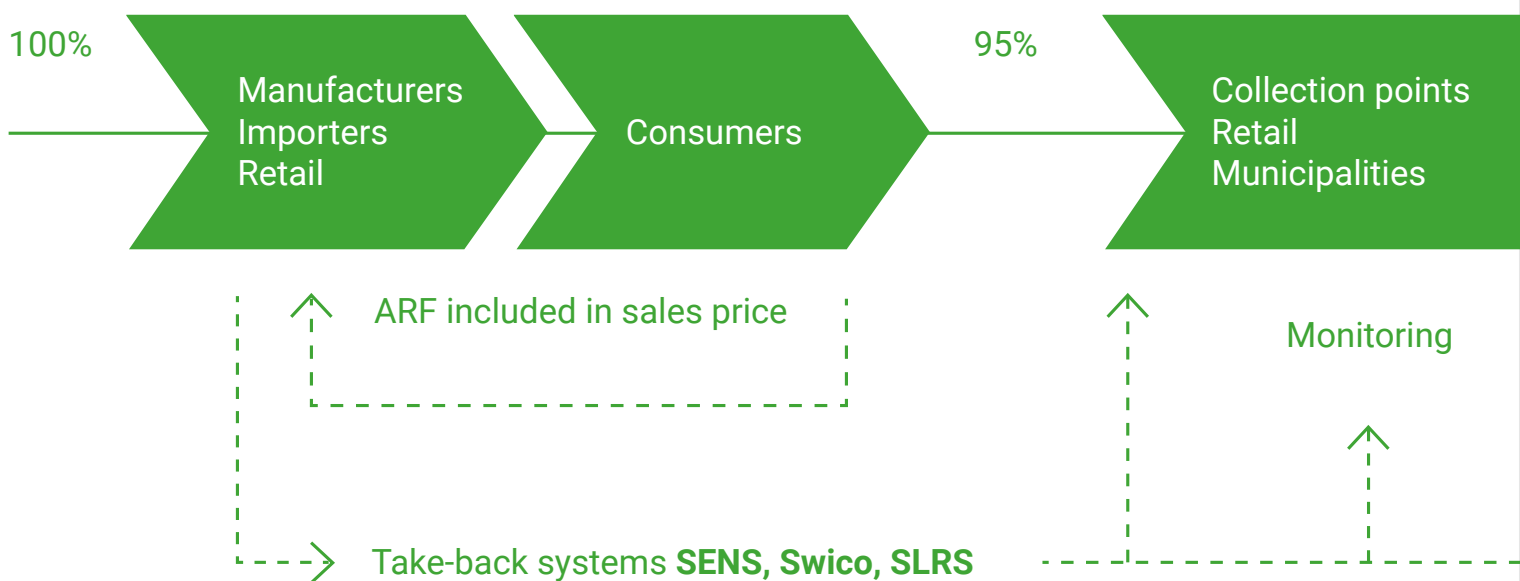 100%
Manufacturers
Importers
Retail
Consumers
95%
Collection points
Retail
Municipalities
ARF included in sales price
Monitoring
Take-back systems SENS, Swico, SLRS